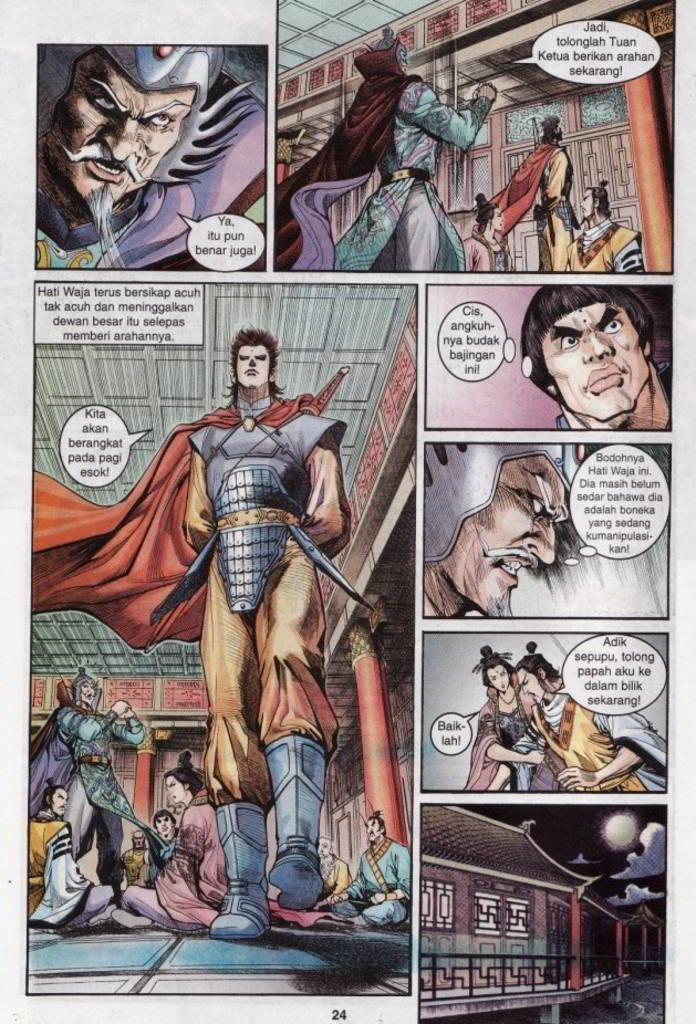 Ya,
itu pun
benar juga!
Jadi,
tolonglah Tuan
Ketua berikan arahan
sekarang!
Hati Waja terus bersikap acuh
tak acuh dan meninggalkan
dewan besar itu selepas
memberi arahannya.
Kita
akan
berangkat
pada pagi
esok!
Cis,
angkuh-
nya budak
bajingan
ini!
Bodohnya
Hati Waja ini.
Dia masih belum
sedar bahawa dia
adalah boneka
yang sedang
kumanipulasi-
kan!
Adik
sepupu, tolong
papah aku ke
dalam bilik
sekarang!
Baik-
lah!
24